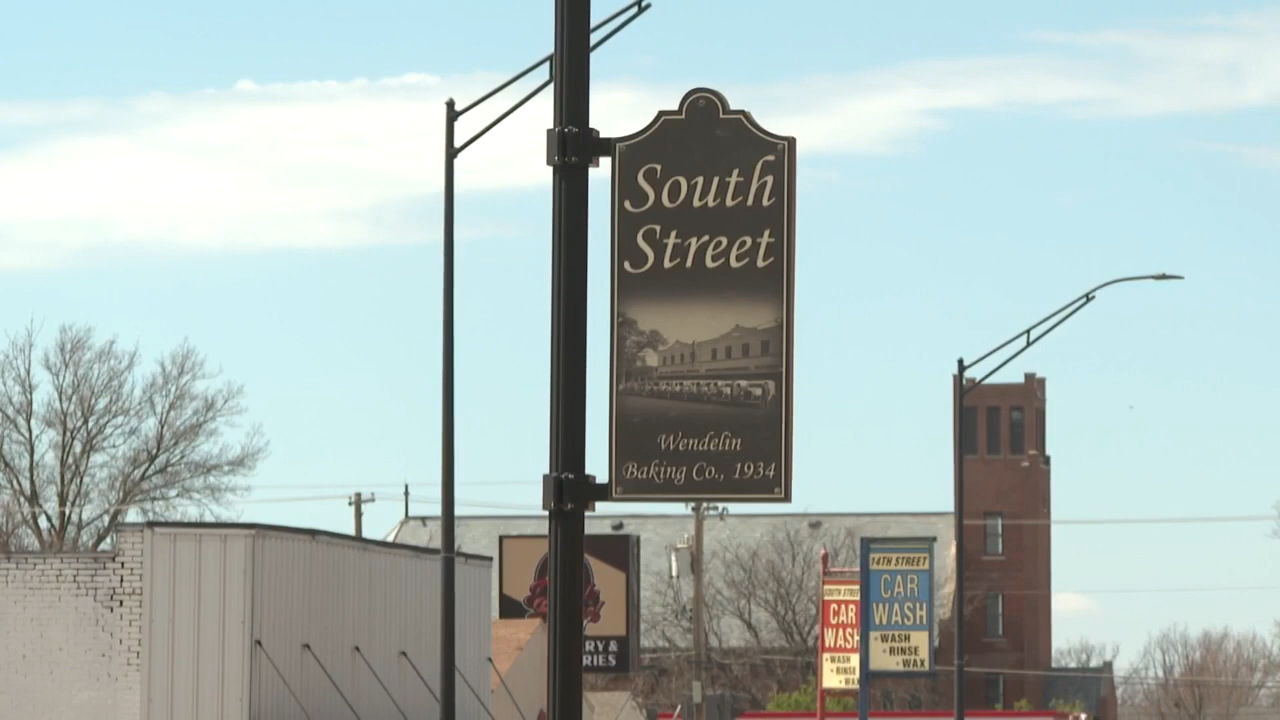 South
Street
Wendelin
Baking Co., 1934
RY &
RIES
SOUTH STREET
CAR
WASH
• WASH
• RINSE
• WAX
14TH STREET
CAR
WASH
• WASH
• RINSE
• WAX